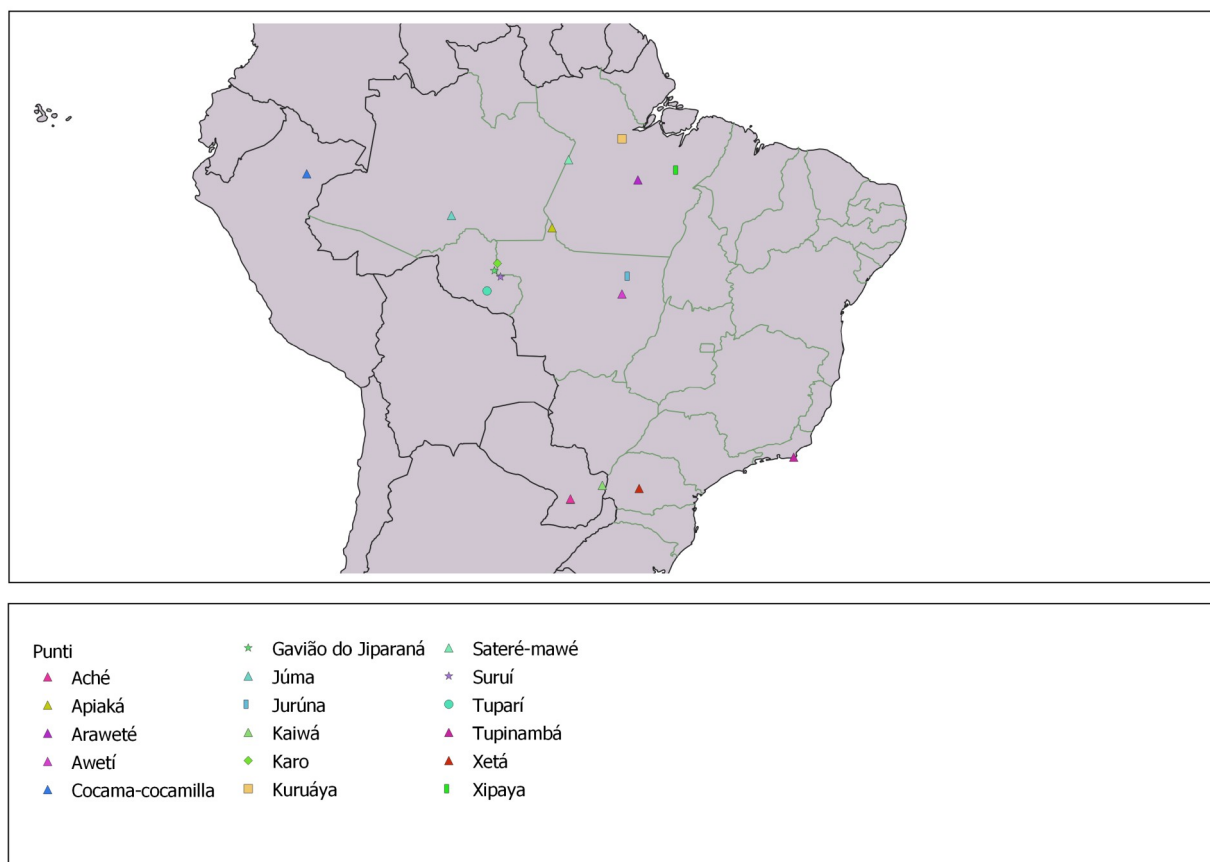 Punti
Aché
Apiaká
Araweté
Awetí
Cocama-cocamilla
Gavião do Jiparaná
Júma
Jurúna
Kaiwá
Karo
Kuruáya
Sateré-mawé
Suruí
Tuparí
Tupinambá
Xetá
Xipaya